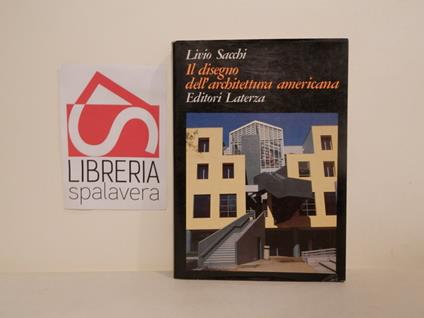 LIBRERIA
spalavera
Livio Sacchi
Il disegno
dell'architettura americana
Editori Laterza